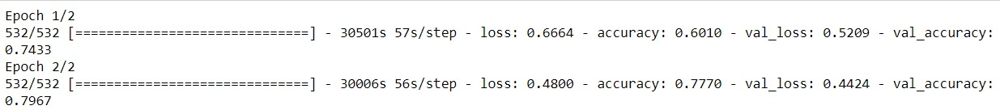 Epoch 1/2
532/532 [==============================] - 30501s 57s/step - loss: 0.6664 - accuracy: 0.6010 - val_loss: 0.5209 - val_accuracy:
0.7433
Epoch 2/2
532/532 [==============================] - 30006s 56s/step - loss: 0.4800 - accuracy: 0.7770 - val_loss: 0.4424 - val_accuracy:
0.7967